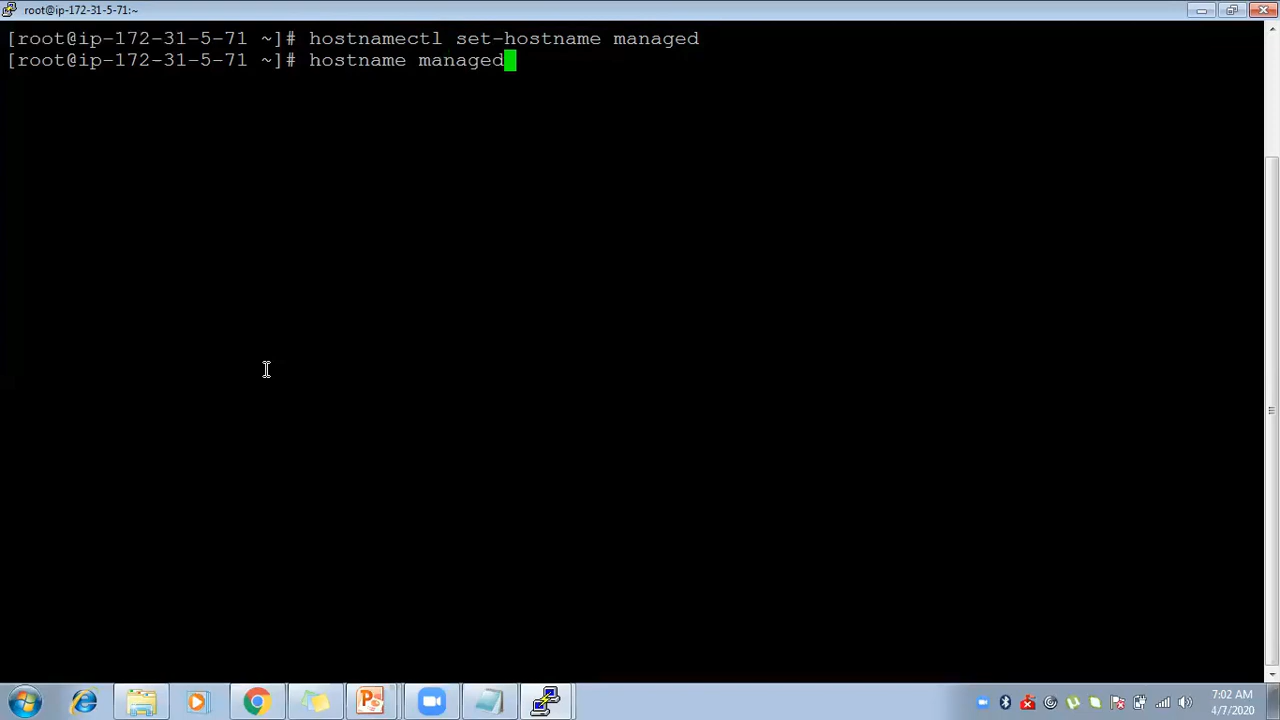 root@ip-172-31-5-71:~
[root@ip-172-31-5-71 ~]# hostnamectl set-hostname managed
[root@ip-172-31-5-71 ~]# hostname managed
7:02 AM
4/7/2020